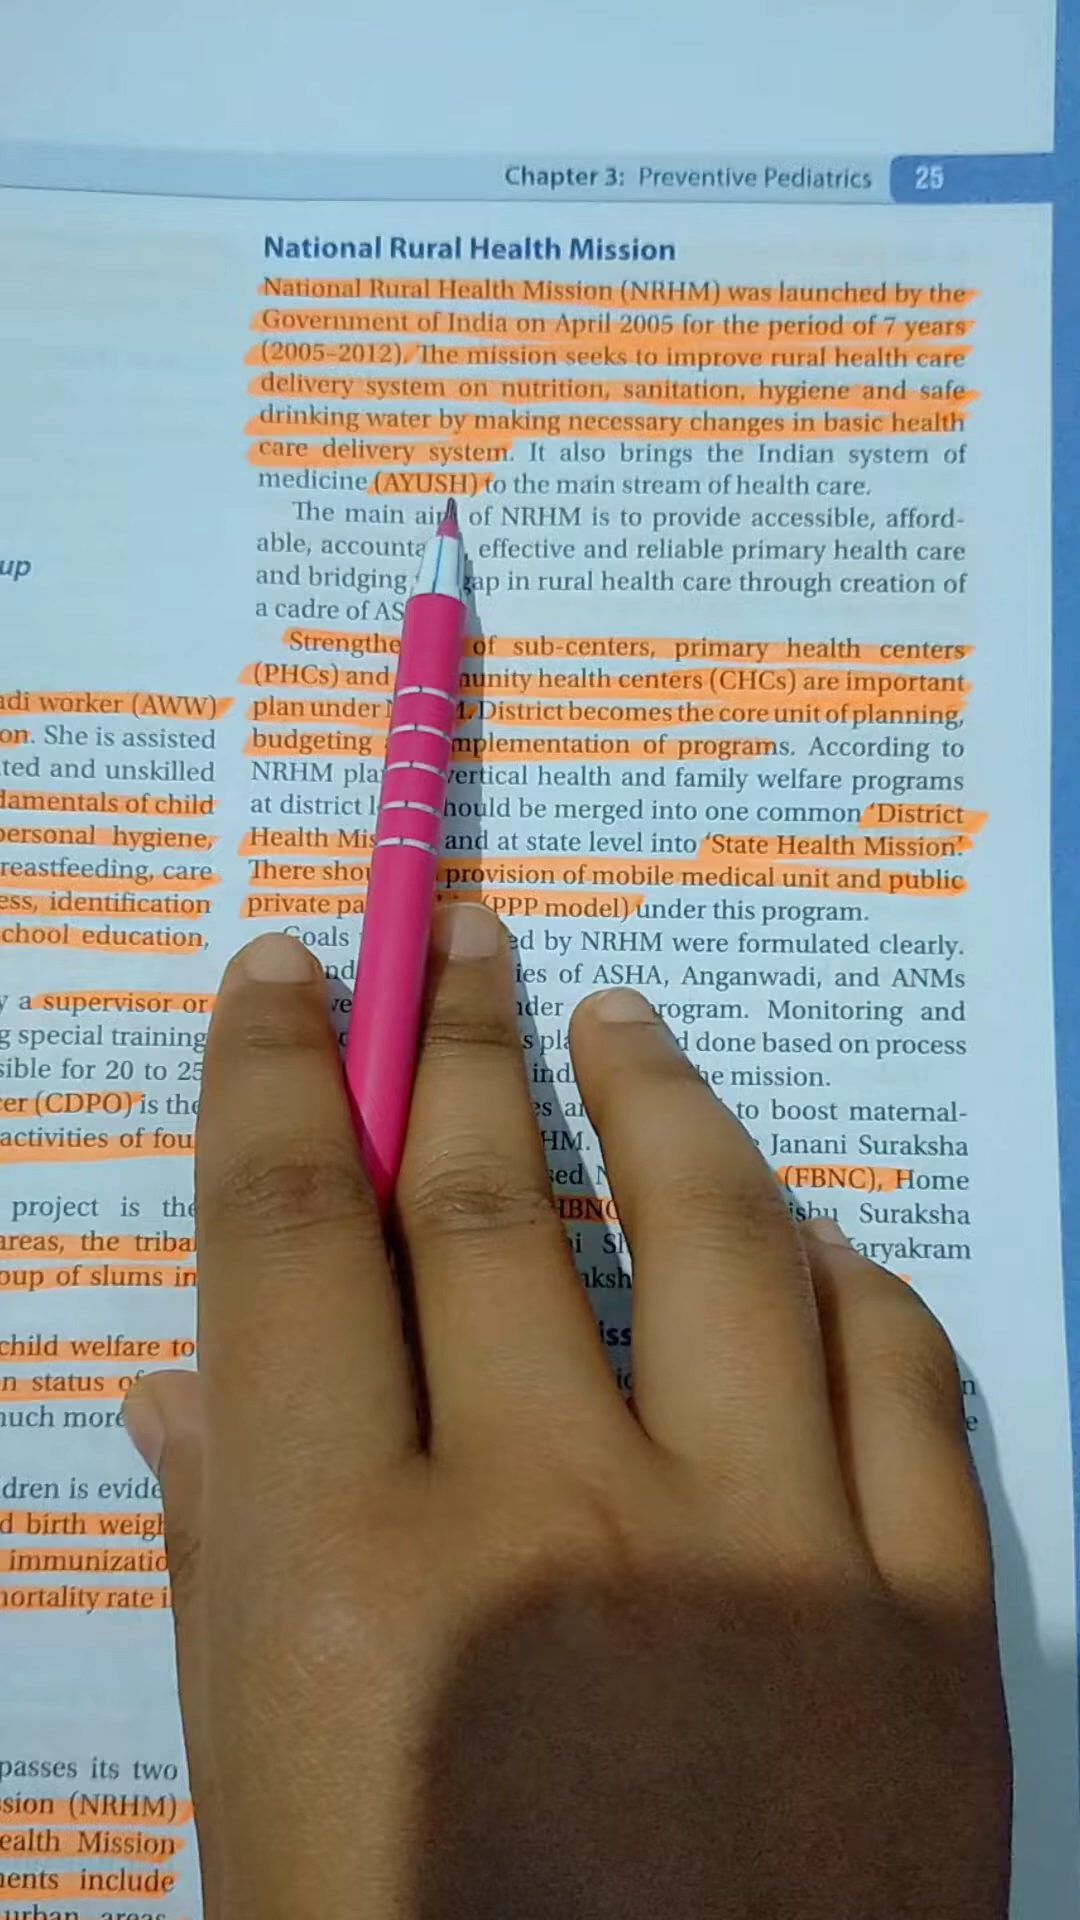 Chapter 3: Preventive Pediatrics 25
up
adi worker (AWW)
on. She is assisted
ted and unskilled
damentals of child
personal hygiene,
reastfeeding, care
ess, identification
chool education,
y a supervisor or
g special training
sible for 20 to 25
cer (CDPO) is the
activities of fou
project is the
areas, the triba
oup of slums in
child welfare to
n status of
much more
dren is evide
d birth weigh
immunizatio
mortality rate i
passes its two
sion (NRHM)
ealth Mission
nents include
urban areas
National Rural Health Mission
National Rural Health Mission (NRHM) was launched by the
Government of India on April 2005 for the period of 7 years
(2005–2012). The mission seeks to improve rural health care
delivery system on nutrition, sanitation, hygiene and safe
drinking water by making necessary changes in basic health
care delivery system. It also brings the Indian system of
medicine (AYUSH) to the main stream of health care.
The main aim of NRHM is to provide accessible, afford-
able, accounta effective and reliable primary health care
and bridging gap in rural health care through creation of
a cadre of AS
Strengthe of sub-centers, primary health centers
(PHCs) and munity health centers (CHCs) are important
plan under M. District becomes the core unit of planning,
budgeting implementation of programs. According to
NRHM pla vertical health and family welfare programs
at district l should be merged into one common ‘District
Health Mis and at state level into ‘State Health Mission’.
There shou provision of mobile medical unit and public
private pa (PPP model) under this program.
Goals ed by NRHM were formulated clearly.
ies of ASHA, Anganwadi, and ANMs
nder rogram. Monitoring and
s pla d done based on process
ind he mission.
es a to boost maternal-
HM. Janani Suraksha
sed N (FBNC), Home
HBNC ishu Suraksha
i S Karyakram
aksh
iss